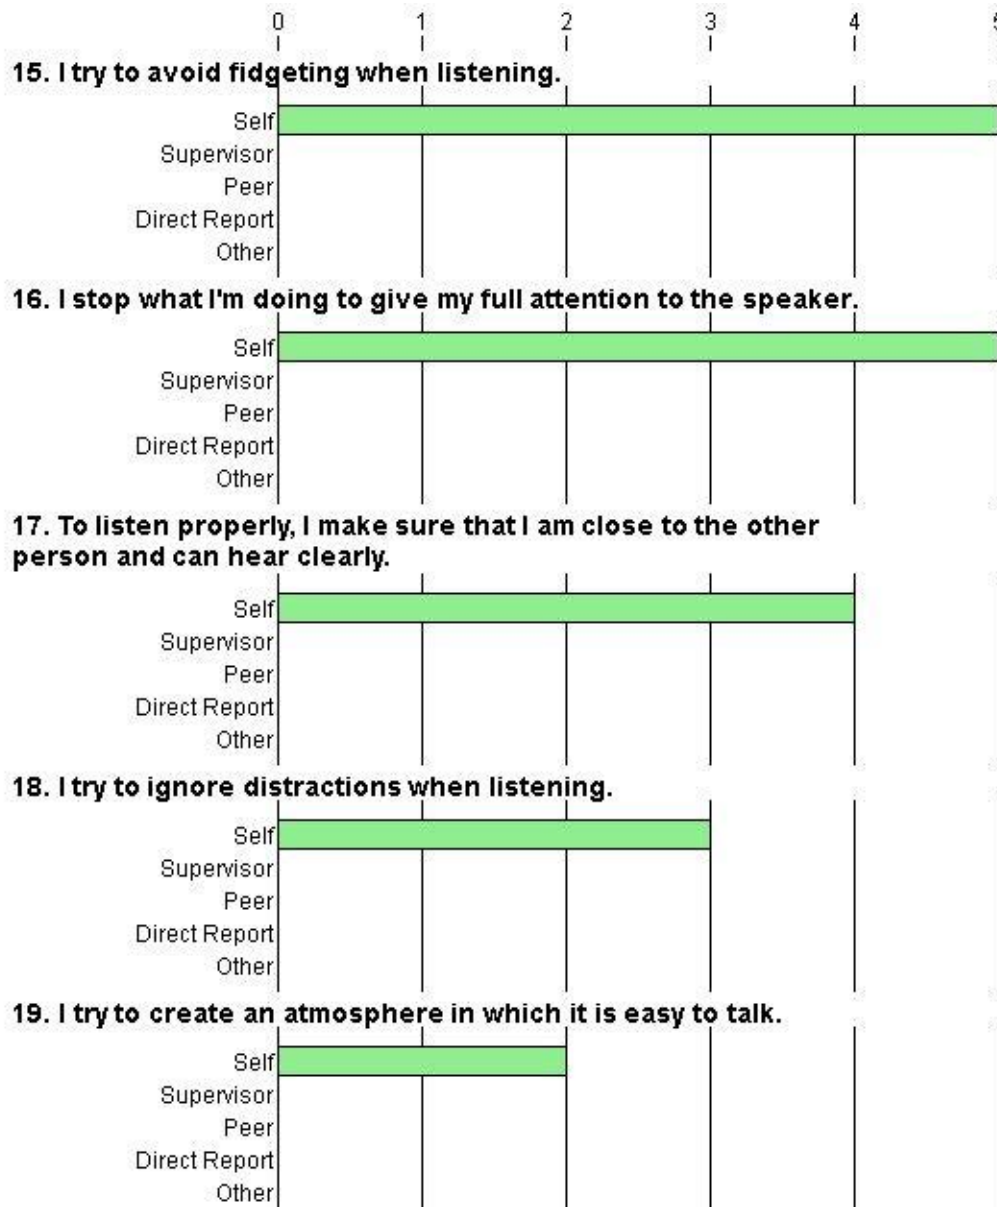 0 1 2 3 4 5
15. I try to avoid fidgeting when listening.
Self
Supervisor
Peer
Direct Report
Other
16. I stop what I'm doing to give my full attention to the speaker.
Self
Supervisor
Peer
Direct Report
Other
17. To listen properly, I make sure that I am close to the other
person and can hear clearly.
Self
Supervisor
Peer
Direct Report
Other
18. I try to ignore distractions when listening.
Self
Supervisor
Peer
Direct Report
Other
19. I try to create an atmosphere in which it is easy to talk.
Self
Supervisor
Peer
Direct Report
Other